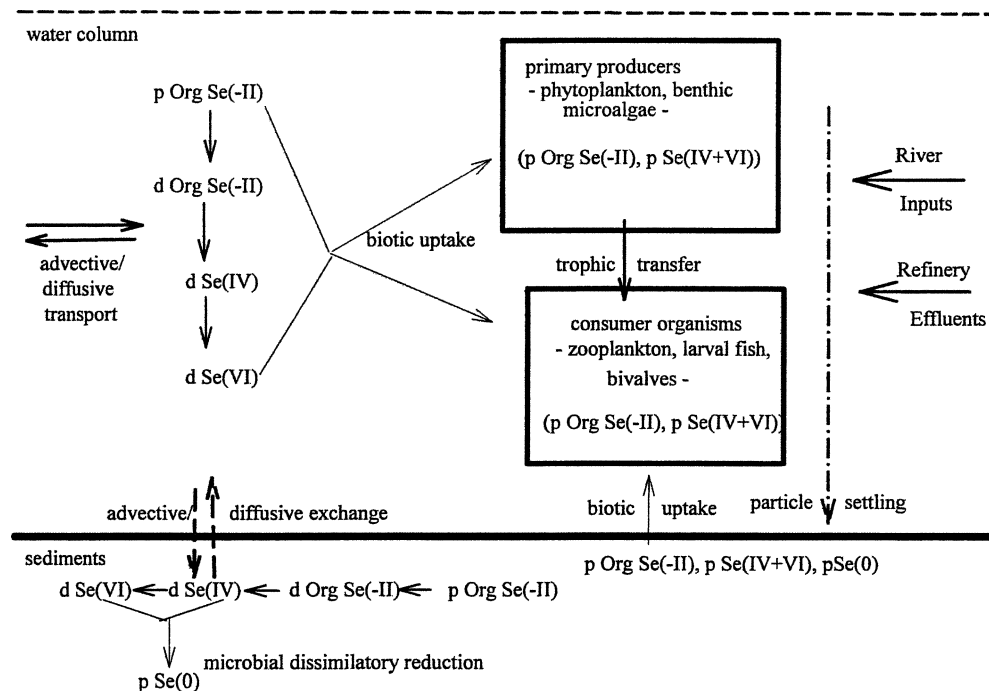 water column
p Org Se(-II)
d Org Se(-II)
d Se(IV)
d Se(VI)
advective/
diffusive
transport
biotic uptake
primary producers
- phytoplankton, benthic
microalgae -
(p Org Se(-II), p Se(IV+VI))
trophic transfer
consumer organisms
- zooplankton, larval fish,
bivalves -
(p Org Se(-II), p Se(IV+VI))
River
Inputs
Refinery
Effluents
particle settling
biotic uptake
advective/ diffusive exchange
sediments
p Org Se(-II), p Se(IV+VI), pSe(0)
d Se(VI) d Se(IV) d Org Se(-II) p Org Se(-II)
microbial dissimilatory reduction
p Se(0)